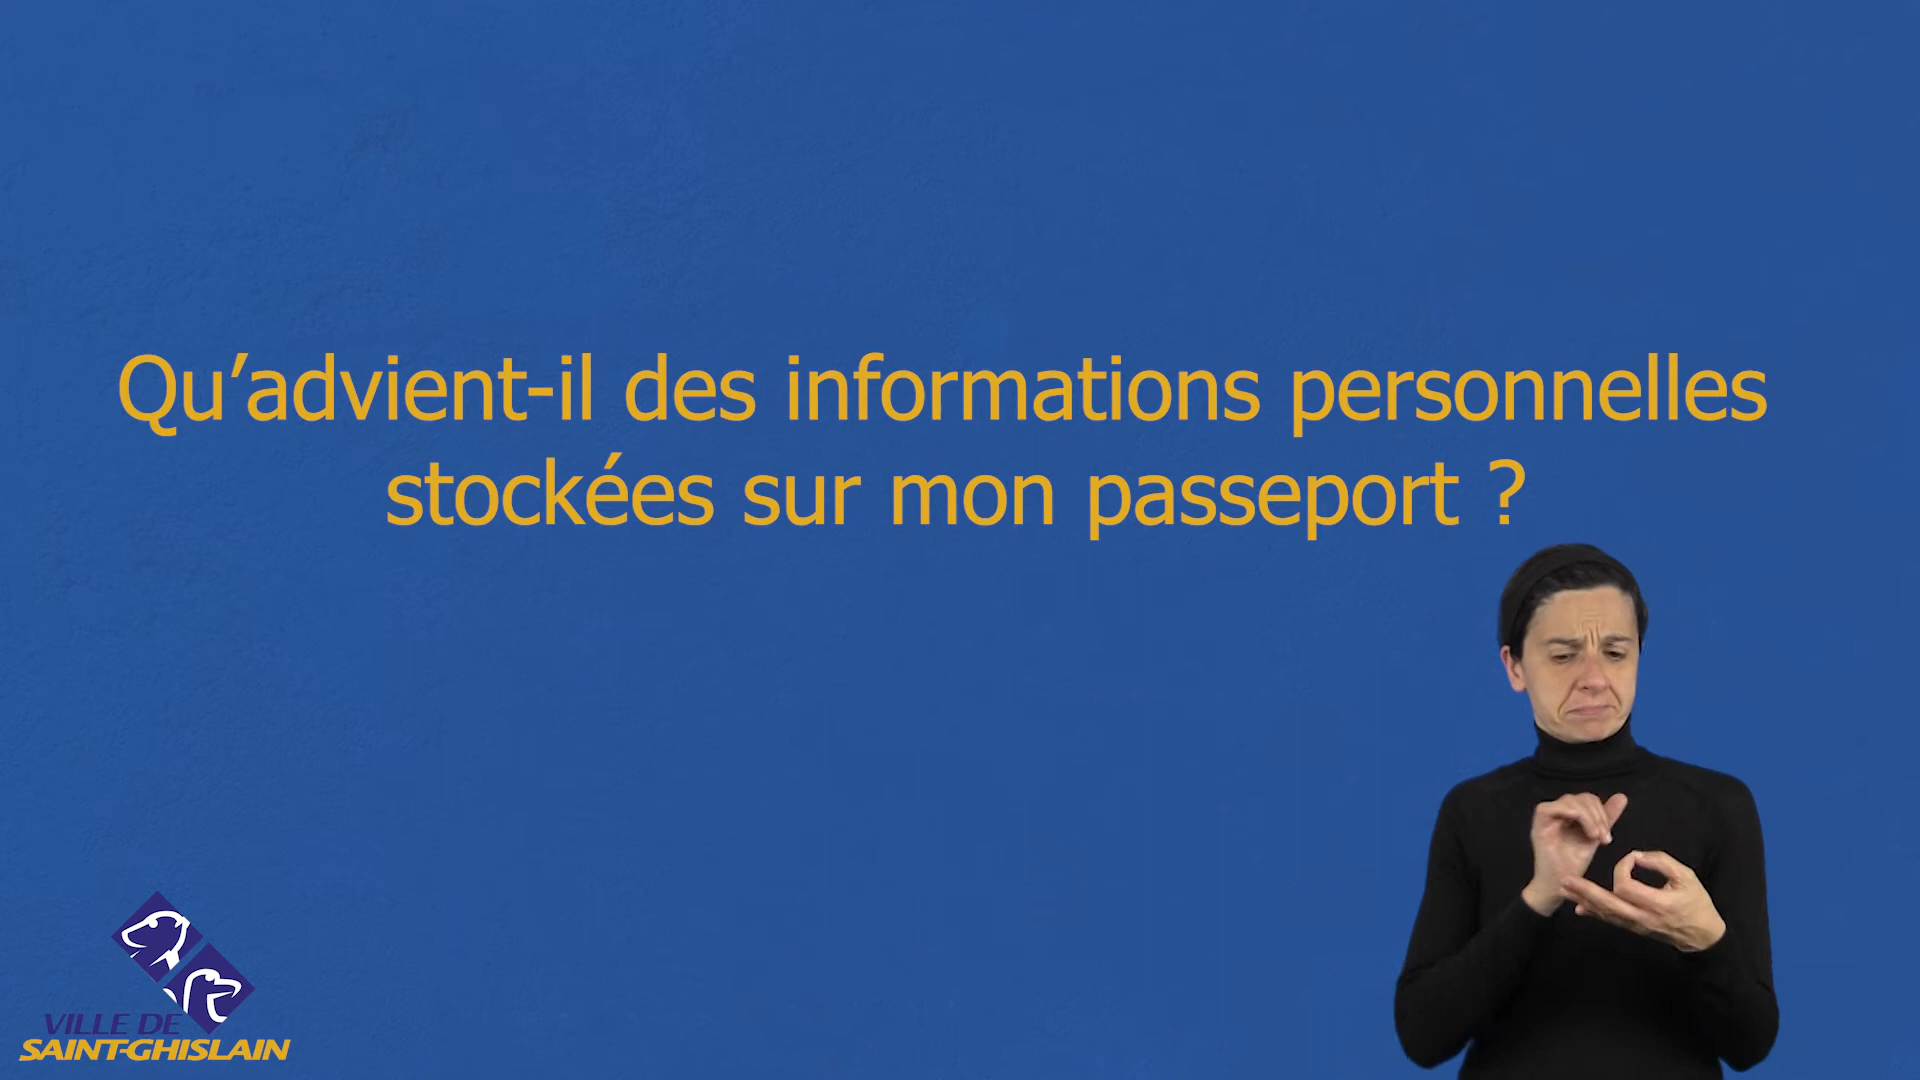 Qu’advient-il des informations personnelles
stockées sur mon passeport ?
VILLE DE
SAINT-GHISLAIN